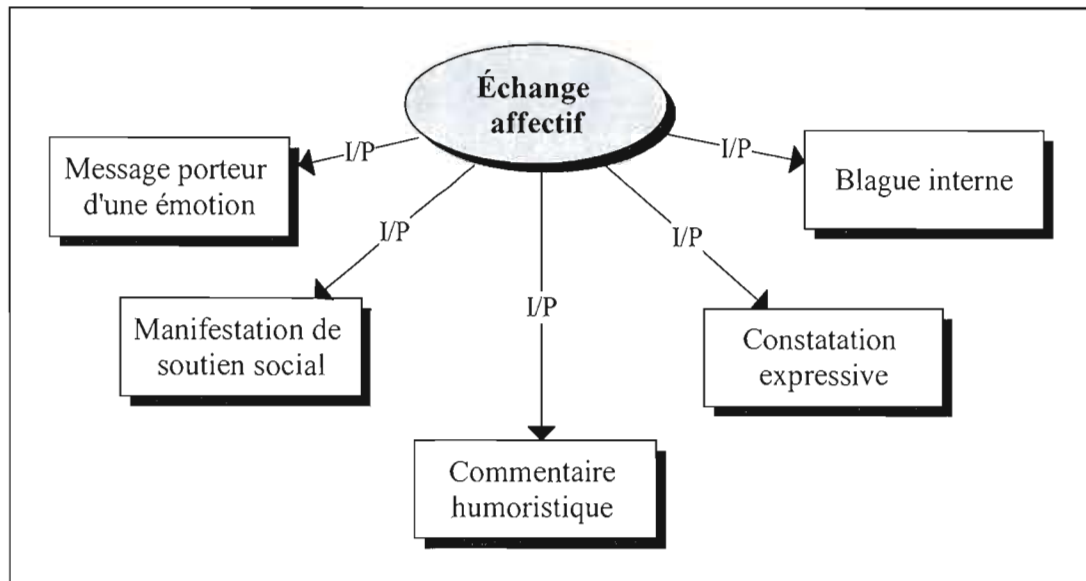 Échange
affectif
I/P
Message porteur
d'une émotion
I/P
Manifestation de
soutien social
I/P
Commentaire
humoristique
I/P
Constatation
expressive
I/P
Blague interne